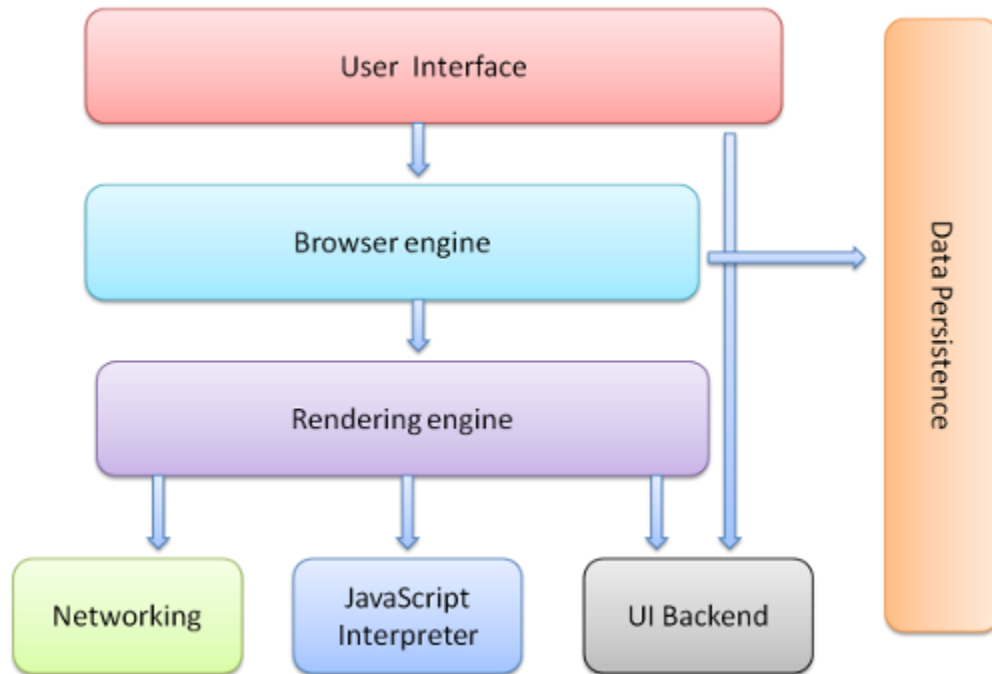 User Interface
Browser engine
Data Persistence
Rendering engine
Networking
JavaScript
Interpreter
UI Backend